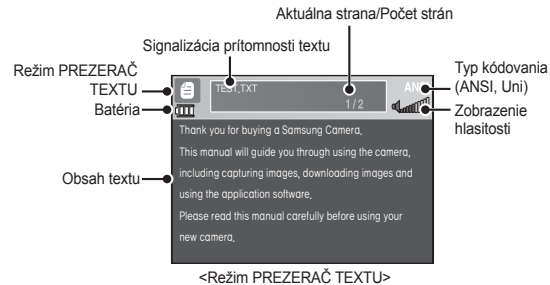 Aktuálna strana/Počet strán
Signalizácia prítomnosti textu
Režim PREZERAČ
TEXTU
Typ kódovania
(ANSI, Uni)
TEST.TXT
ANSI
Batéria
1 / 2
Zobrazenie
hlasitosti
Thank you for buying a Samsung Camera.
This manual will guide you through using the camera,
Obsah textu
including capturing images, downloading images and
using the application software.
Please read this manual carefully before using your
new camera.
<Režim PREZERAČ TEXTU>